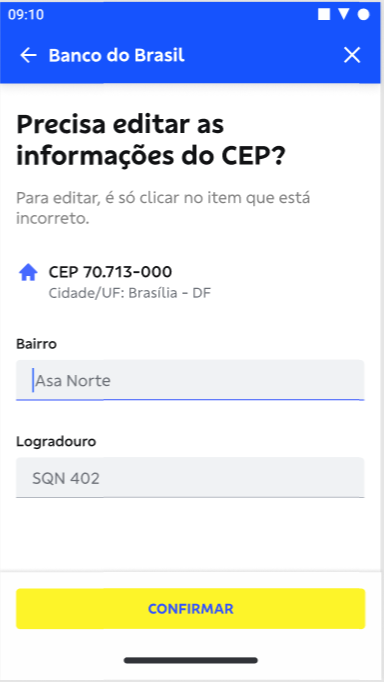 09:10
Banco do Brasil
Precisa editar as
informações do CEP?
Para editar, é só clicar no item que está
incorreto.
CEP 70.713-000
Cidade/UF: Brasília - DF
Bairro
Asa Norte
Logradouro
SQN 402
CONFIRMAR